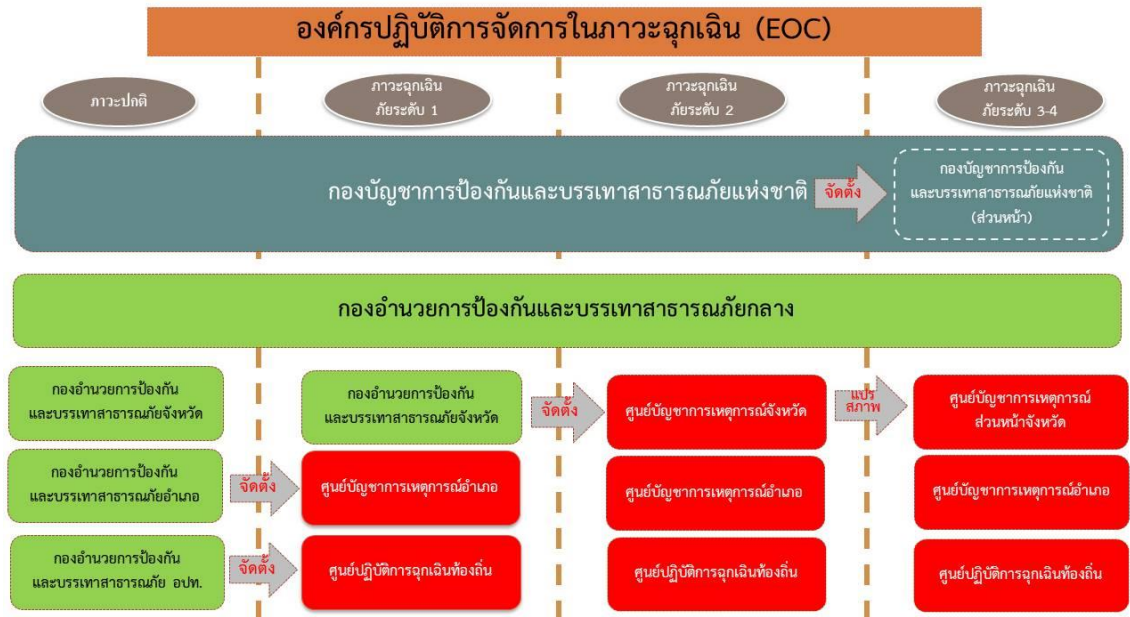 องค์กรปฏิบัติการจัดการในภาวะฉุกเฉิน (EOC)
ภาวะปกติ
ภาวะฉุกเฉิน
ภัยระดับ 1
ภาวะฉุกเฉิน
ภัยระดับ 2
ภาวะฉุกเฉิน
ภัยระดับ 3-4
กองบัญชาการป้องกันและบรรเทาสาธารณภัยแห่งชาติ
จัดตั้ง
กองบัญชาการป้องกัน
และบรรเทาสาธารณภัยแห่งชาติ
(ส่วนหน้า)
กองอำนวยการป้องกันและบรรเทาสาธารณภัยกลาง
กองอำนวยการป้องกัน
และบรรเทาสาธารณภัยจังหวัด
กองอำนวยการป้องกัน
และบรรเทาสาธารณภัยจังหวัด
จัดตั้ง
ศูนย์บัญชาการเหตุการณ์จังหวัด
แปร
สภาพ
ศูนย์บัญชาการเหตุการณ์
ส่วนหน้าจังหวัด
กองอำนวยการป้องกัน
และบรรเทาสาธารณภัยอำเภอ
จัดตั้ง
ศูนย์บัญชาการเหตุการณ์อำเภอ
ศูนย์บัญชาการเหตุการณ์อำเภอ
ศูนย์บัญชาการเหตุการณ์อำเภอ
กองอำนวยการป้องกัน
และบรรเทาสาธารณภัย อปท.
จัดตั้ง
ศูนย์ปฏิบัติการฉุกเฉินท้องถิ่น
ศูนย์ปฏิบัติการฉุกเฉินท้องถิ่น
ศูนย์ปฏิบัติการฉุกเฉินท้องถิ่น